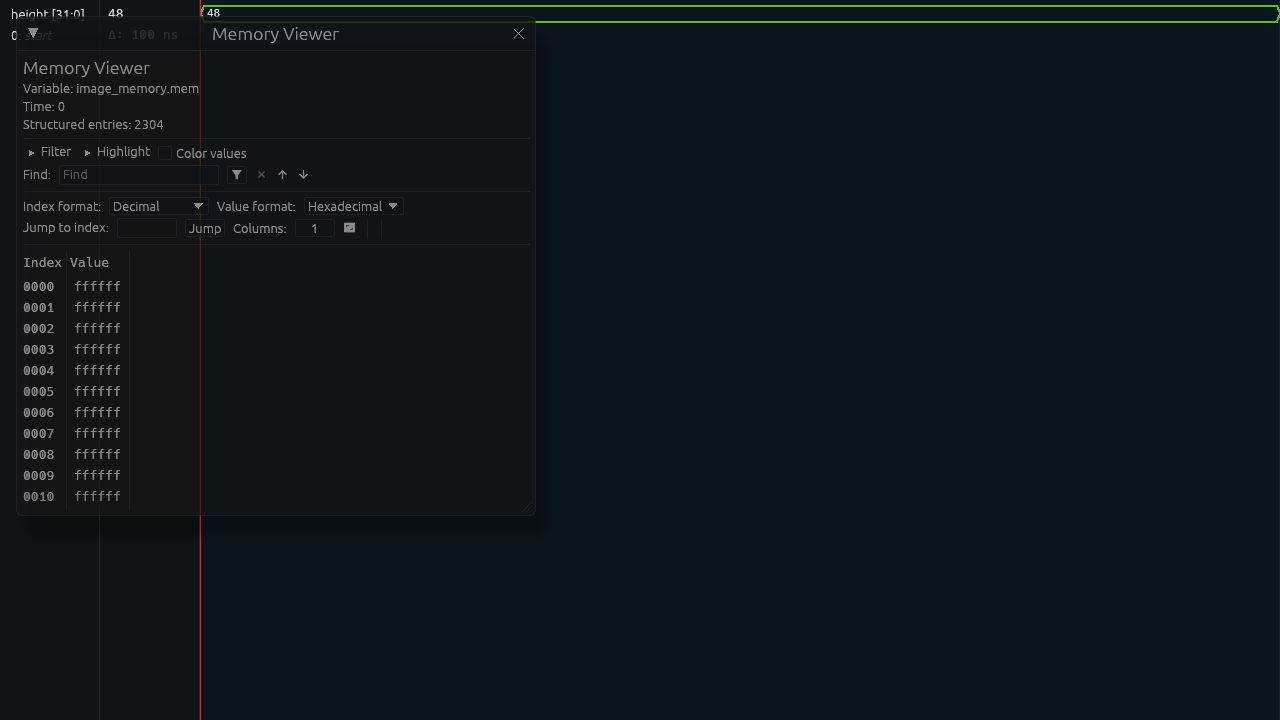 height [31:0] 48 48
0: start Δ: 100 ns
Memory Viewer
Memory Viewer
Variable: image_memory.mem
Time: 0
Structured entries: 2304
Filter Highlight Color values
Find: Find
Index format: Decimal Value format: Hexadecimal
Jump to index: Jump Columns: 1
Index Value
0000 ffffff
0001 ffffff
0002 ffffff
0003 ffffff
0004 ffffff
0005 ffffff
0006 ffffff
0007 ffffff
0008 ffffff
0009 ffffff
0010 ffffff